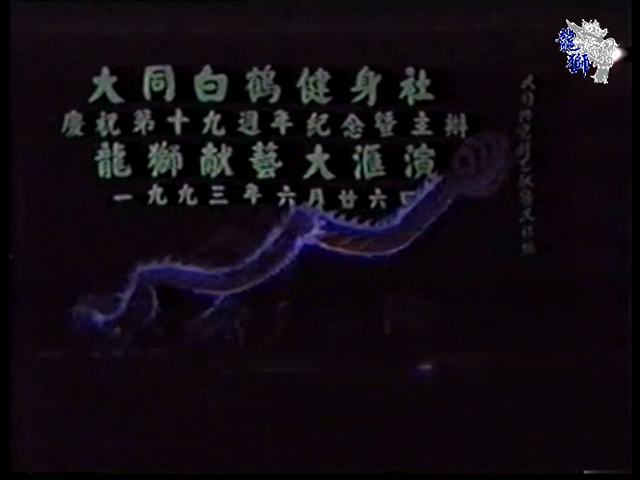 大同白鶴健身社
慶祝第十九週年紀念暨主辦
龍獅献藝大滙演
一九九三年六月廿六日
龍獅